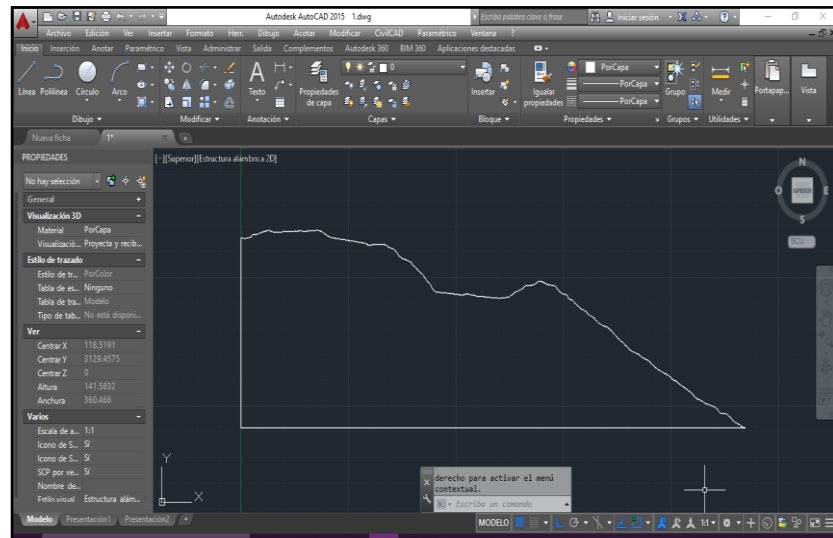 Autodesk AutoCAD 2015 1.dwg
Escriba palabra clave o frase
Iniciar sesión
Archivo Edición Ver Insertar Formato Herr. Dibujo Acotar Modificar CivilCAD Paramétrico Ventana ?
Inicio Inserción Anotar Paramétrico Vista Administrar Salida Complementos Autodesk 360 BIM 360 Aplicaciones destacadas
Línea Polilínea Círculo Arco
Texto
Propiedades de capa
0
Insertar
Igualar propiedades
PorCapa
PorCapa
PorCapa
Grupo
Medir
Portapap...
Vista
Dibujo Modificar Anotación Capas Bloque Propiedades Grupos Utilidades
Nueva ficha 1*
PROPIEDADES
[−][Superior][Estructura alámbrica 2D]
No hay selección
General
Visualización 3D
Material PorCapa
Visualizació... Proyecta y recib...
Estilo de trazado
Estilo de tr... PorColor
Tabla de es... Ninguno
Tabla de tra... Modelo
Tipo de tab... No está disponi...
Ver
Centrar X 118.5191
Centrar Y 3129.4575
Centrar Z 0
Altura 141.5832
Anchura 360.466
Varios
Escala de a... 1:1
Icono de S... Sí
Icono de S... Sí
SCP por ve... Sí
Nombre de...
Estilo visual Estructura alám...
N
O SUPERIOR E
S
SCU
Y
X
derecho para activar el menú
contextual.
Escriba un comando
Modelo Presentación1 Presentación2 +
MODELO
1:1